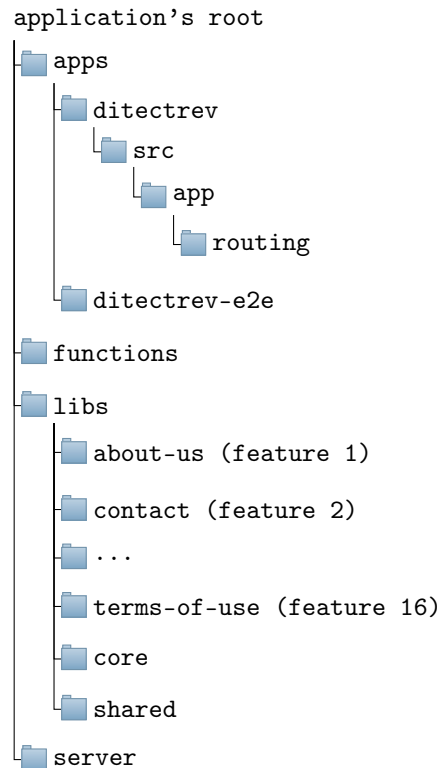 application's root
apps
ditectrev
src
app
routing
ditectrev-e2e
functions
libs
about-us (feature 1)
contact (feature 2)
...
terms-of-use (feature 16)
core
shared
server